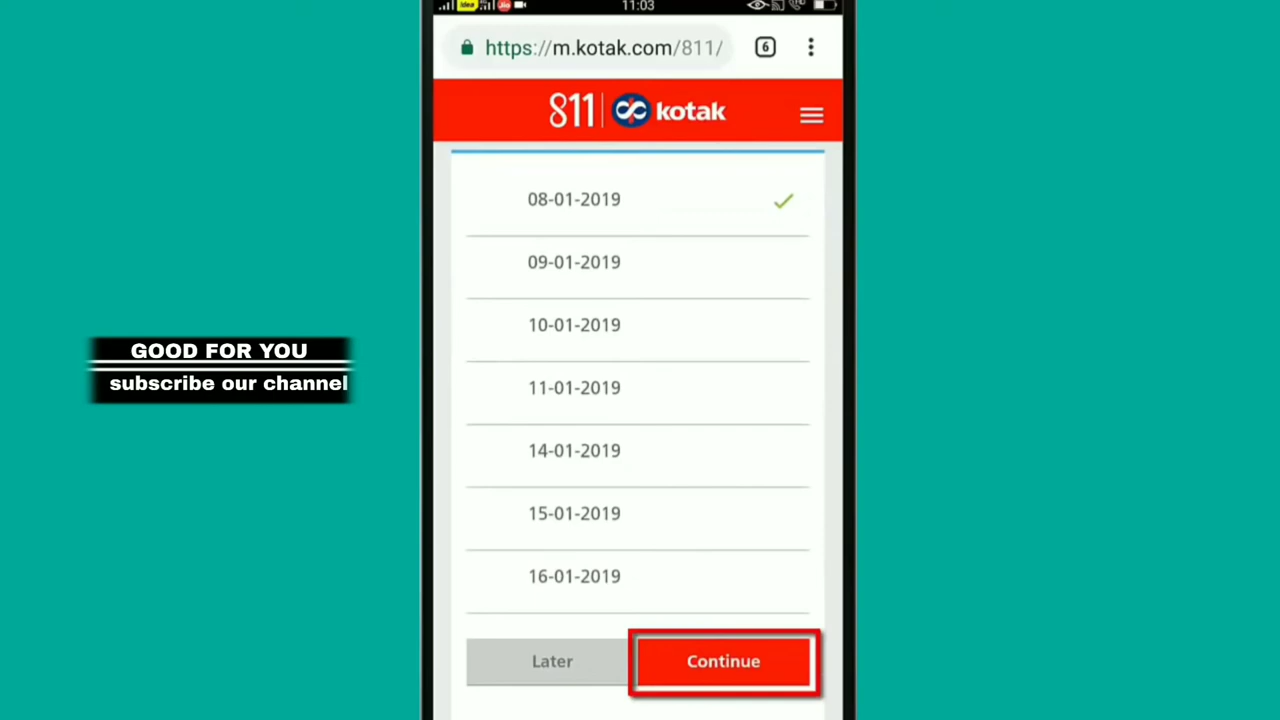 idea
Jio
11:03
https://m.kotak.com/811/
6
811 kotak
08-01-2019
09-01-2019
10-01-2019
11-01-2019
14-01-2019
15-01-2019
16-01-2019
Later
Continue
GOOD FOR YOU
subscribe our channel